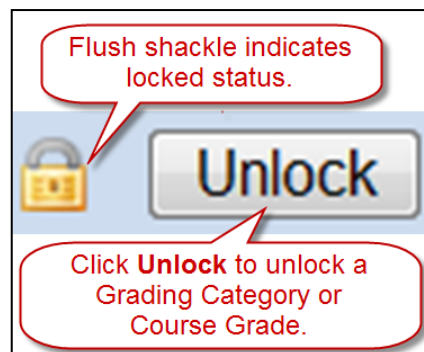 Flush shackle indicates
locked status.
Unlock
Click Unlock to unlock a
Grading Category or
Course Grade.